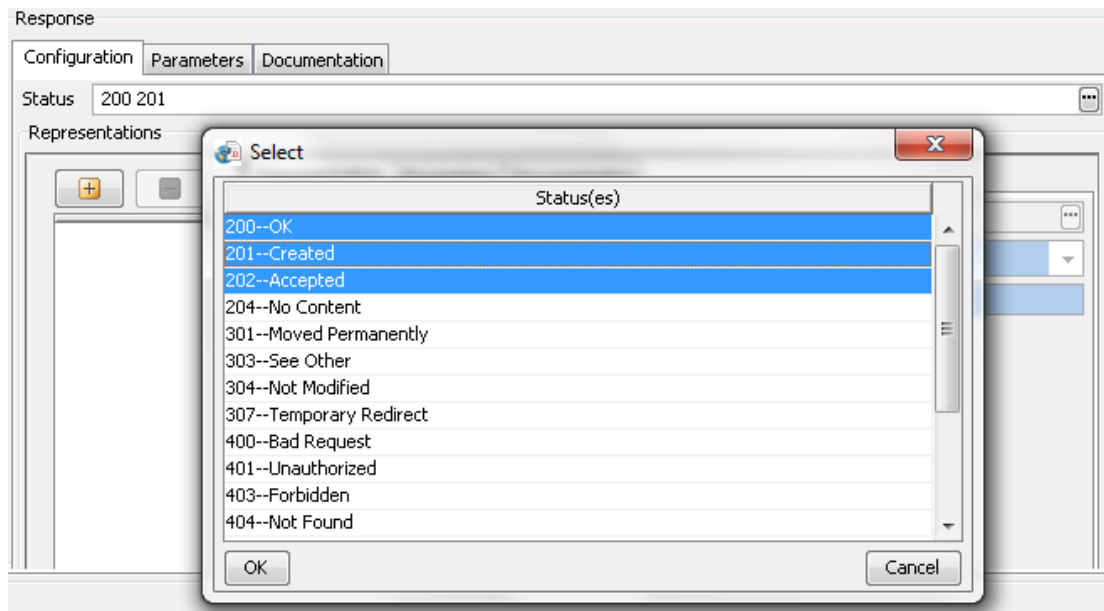 Response
Configuration Parameters Documentation
Status 200 201
Representations
Select
Status(es)
200--OK
201--Created
202--Accepted
204--No Content
301--Moved Permanently
303--See Other
304--Not Modified
307--Temporary Redirect
400--Bad Request
401--Unauthorized
403--Forbidden
404--Not Found
OK Cancel